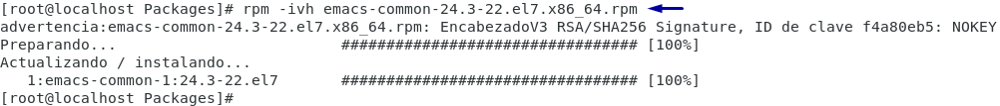 [root@localhost Packages]# rpm -ivh emacs-common-24.3-22.el7.x86_64.rpm
advertencia:emacs-common-24.3-22.el7.x86_64.rpm: EncabezadoV3 RSA/SHA256 Signature, ID de clave f4a80eb5: NOKEY
Preparando... ################################# [100%]
Actualizando / instalando...
1:emacs-common-1:24.3-22.el7 ################################# [100%]
[root@localhost Packages]#